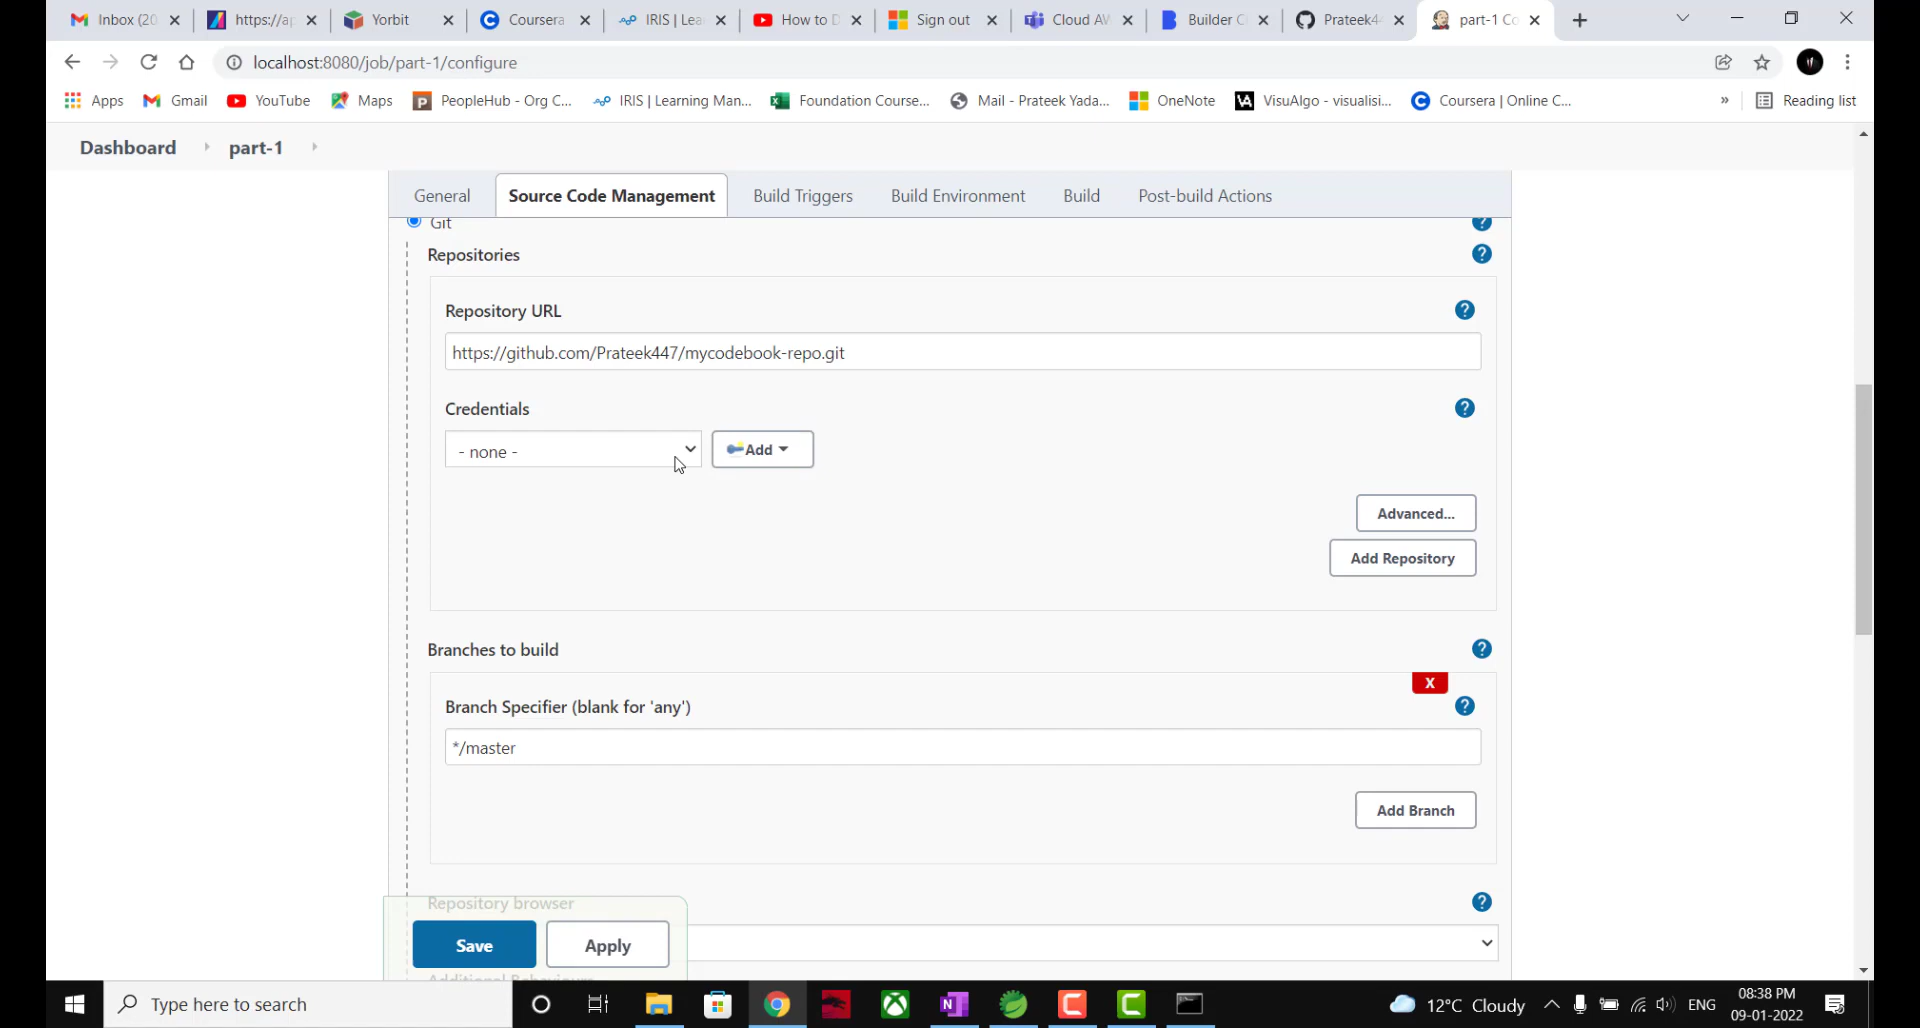 Inbox (20 https://ap Yorbit Coursera IRIS | Lea How to D Sign out Cloud AW Builder C Prateek4 part-1 Co
localhost:8080/job/part-1/configure
Apps Gmail YouTube Maps PeopleHub - Org C... IRIS | Learning Man... Foundation Course... Mail - Prateek Yada... OneNote VisuAlgo - visualisi... Coursera | Online C... » Reading list
Dashboard part-1
General Source Code Management Build Triggers Build Environment Build Post-build Actions
Git
Repositories
Repository URL
https://github.com/Prateek447/mycodebook-repo.git
Credentials
- none - Add
Advanced...
Add Repository
Branches to build
X
Branch Specifier (blank for 'any')
*/master
Add Branch
Repository browser
Save Apply
Additional Behaviours
Type here to search 12°C Cloudy ENG 08:38 PM
09-01-2022